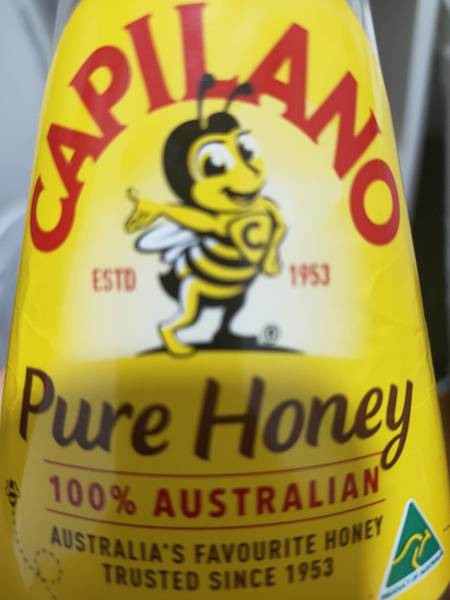 CAPILANO
C
ESTD 1953
Pure Honey
100% AUSTRALIAN
AUSTRALIA'S FAVOURITE HONEY
TRUSTED SINCE 1953